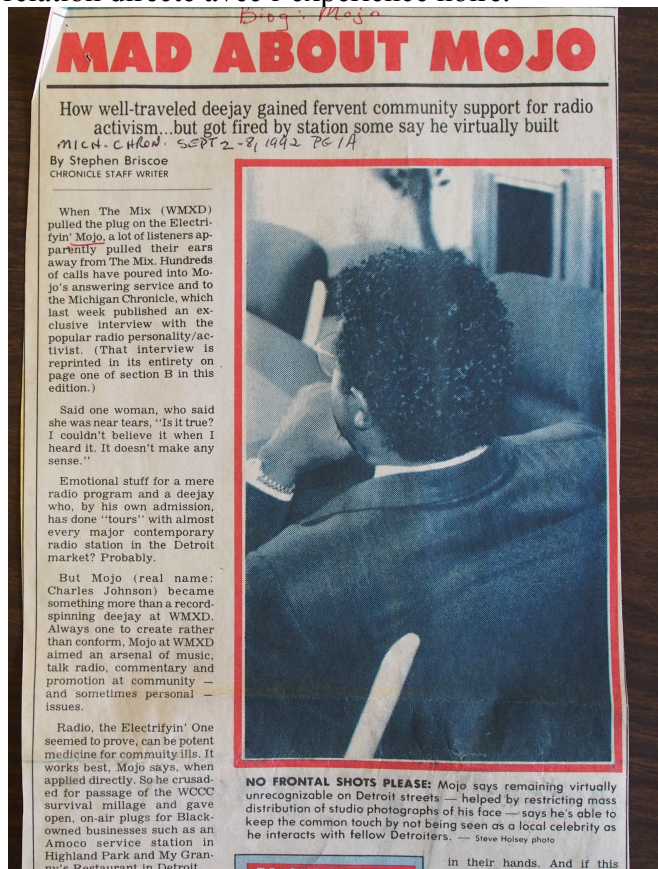 relation directe avec l'expérience noire.
Biog: Mojo
MAD ABOUT MOJO
How well-traveled deejay gained fervent community support for radio
activism...but got fired by station some say he virtually built
MICH-CHRON. SEPT 2-8, 1992 PG 1A
By Stephen Briscoe
CHRONICLE STAFF WRITER
When The Mix (WMXD)
pulled the plug on the Electri-
fyin' Mojo, a lot of listeners ap-
parently pulled their ears
away from The Mix. Hundreds
of calls have poured into Mo-
jo's answering service and to
the Michigan Chronicle, which
last week published an ex-
clusive interview with the
popular radio personality/ac-
tivist. (That interview is
reprinted in its entirety on
page one of section B in this
edition.)
Said one woman, who said
she was near tears, "Is it true?
I couldn't believe it when I
heard it. It doesn't make any
sense."
Emotional stuff for a mere
radio program and a deejay
who, by his own admission,
has done "tours" with almost
every major contemporary
radio station in the Detroit
market? Probably.
But Mojo (real name:
Charles Johnson) became
something more than a record-
spinning deejay at WMXD.
Always one to create rather
than conform, Mojo at WMXD
aimed an arsenal of music,
talk radio, commentary and
promotion at community —
and sometimes personal —
issues.
Radio, the Electrifyin' One
seemed to prove, can be potent
medicine for commuity ills. It
works best, Mojo says, when
applied directly. So he crusad-
ed for passage of the WCCC
survival millage and gave
open, on-air plugs for Black-
owned businesses such as an
Amoco service station in
Highland Park and My Gran-
ny's Restaurant in Detroit.
NO FRONTAL SHOTS PLEASE: Mojo says remaining virtually
unrecognizable on Detroit streets — helped by restricting mass
distribution of studio photographs of his face — says he's able to
keep the common touch by not being seen as a local celebrity as
he interacts with fellow Detroiters. — Steve Holsey photo
in their hands. And if this